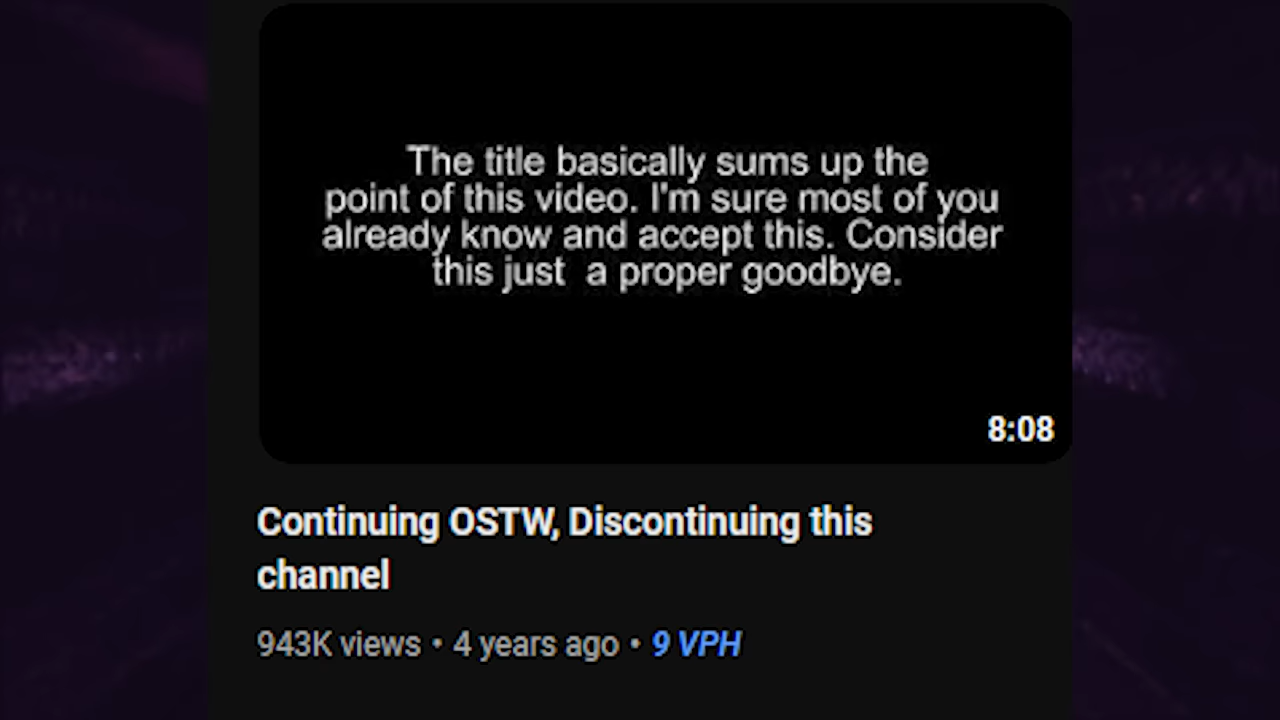 The title basically sums up the
point of this video. I'm sure most of you
already know and accept this. Consider
this just  a proper goodbye.
8:08
Continuing OSTW, Discontinuing this
channel
943K views • 4 years ago • 9 VPH